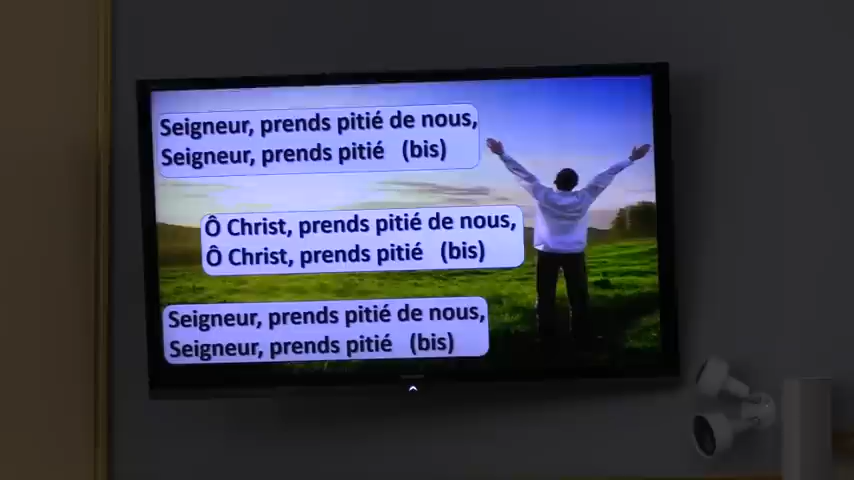 Seigneur, prends pitié de nous,
Seigneur, prends pitié (bis)
Ô Christ, prends pitié de nous,
Ô Christ, prends pitié (bis)
Seigneur, prends pitié de nous,
Seigneur, prends pitié (bis)